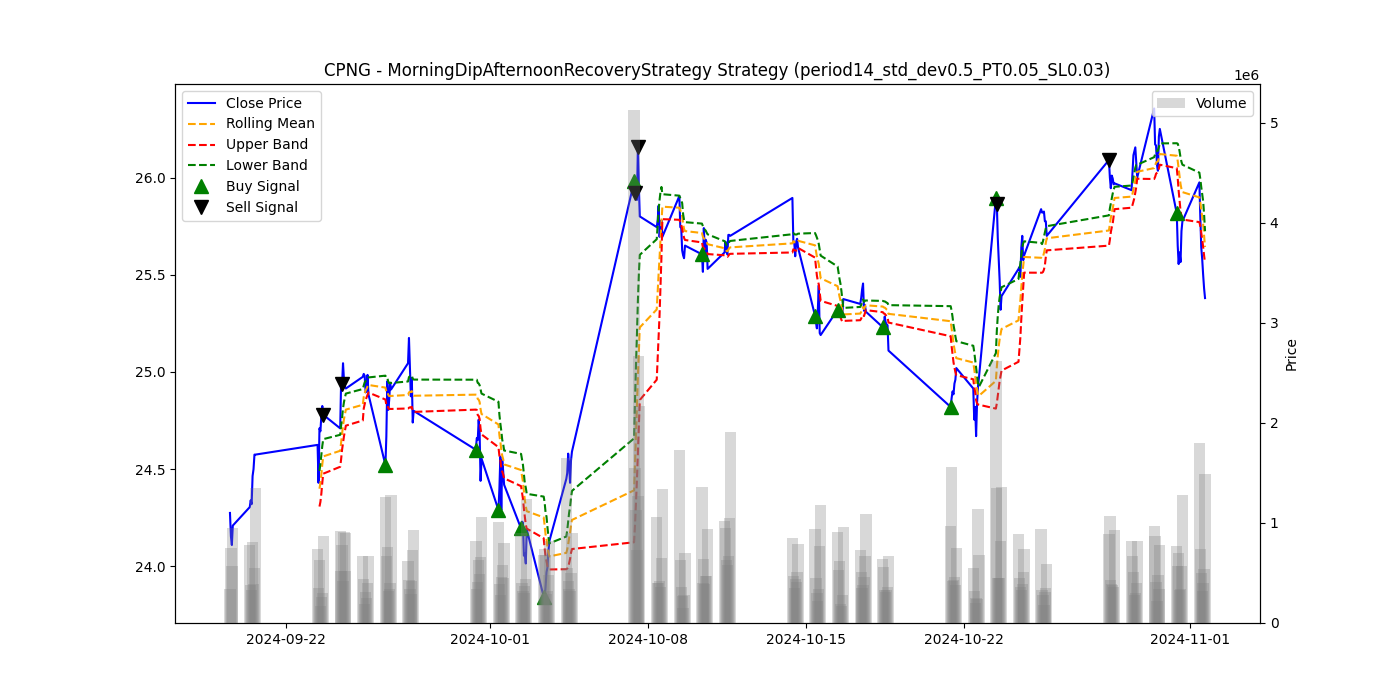 CPNG - MorningDipAfternoonRecoveryStrategy Strategy (period14_std_dev0.5_PT0.05_SL0.03)
1e6
Close Price
Rolling Mean
Upper Band
Lower Band
Buy Signal
Sell Signal
Volume
26.0
25.5
25.0
24.5
24.0
5
4
3
2
1
0
Price
2024-09-22
2024-10-01
2024-10-08
2024-10-15
2024-10-22
2024-11-01